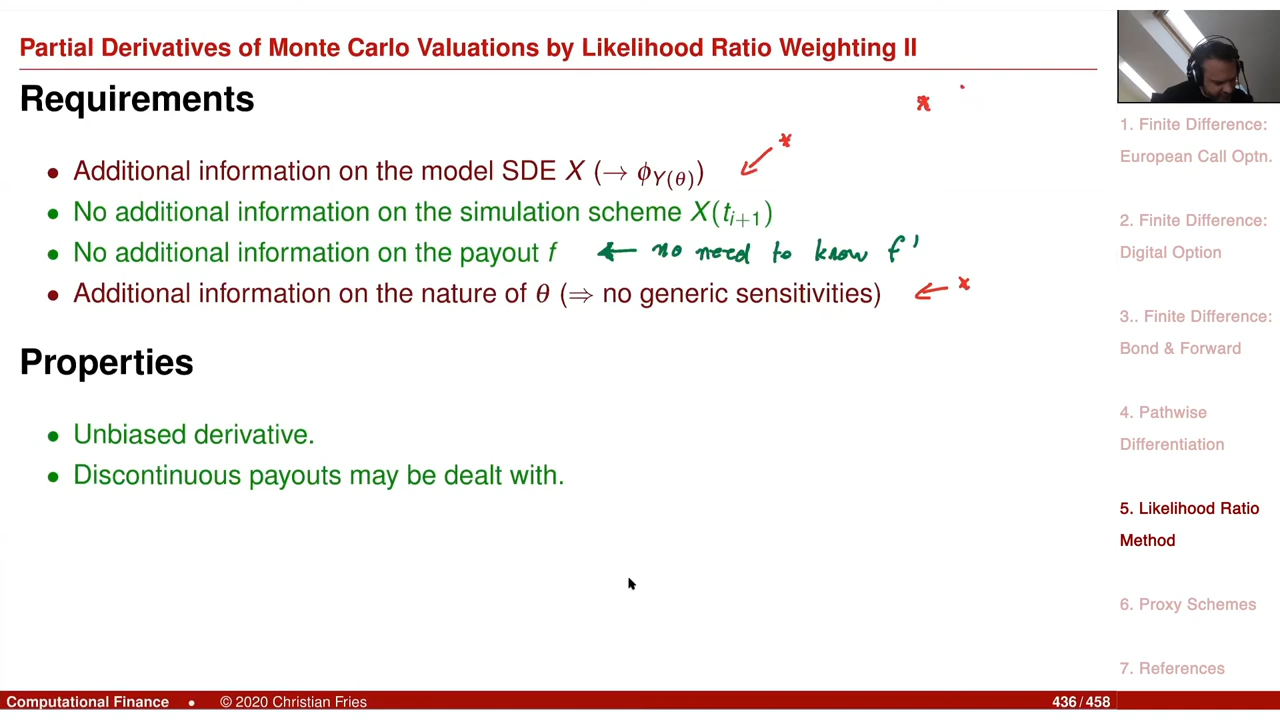 Partial Derivatives of Monte Carlo Valuations by Likelihood Ratio Weighting II
Requirements
• Additional information on the model SDE X (→ ϕ_{Y(θ)})
• No additional information on the simulation scheme X(t_{i+1})
• No additional information on the payout f ← no need to know f'
• Additional information on the nature of θ (⇒ no generic sensitivities)
Properties
• Unbiased derivative.
• Discontinuous payouts may be dealt with.
1. Finite Difference:
European Call Optn.
2. Finite Difference:
Digital Option
3.. Finite Difference:
Bond & Forward
4. Pathwise
Differentiation
5. Likelihood Ratio
Method
6. Proxy Schemes
7. References
Computational Finance • © 2020 Christian Fries 436 / 458